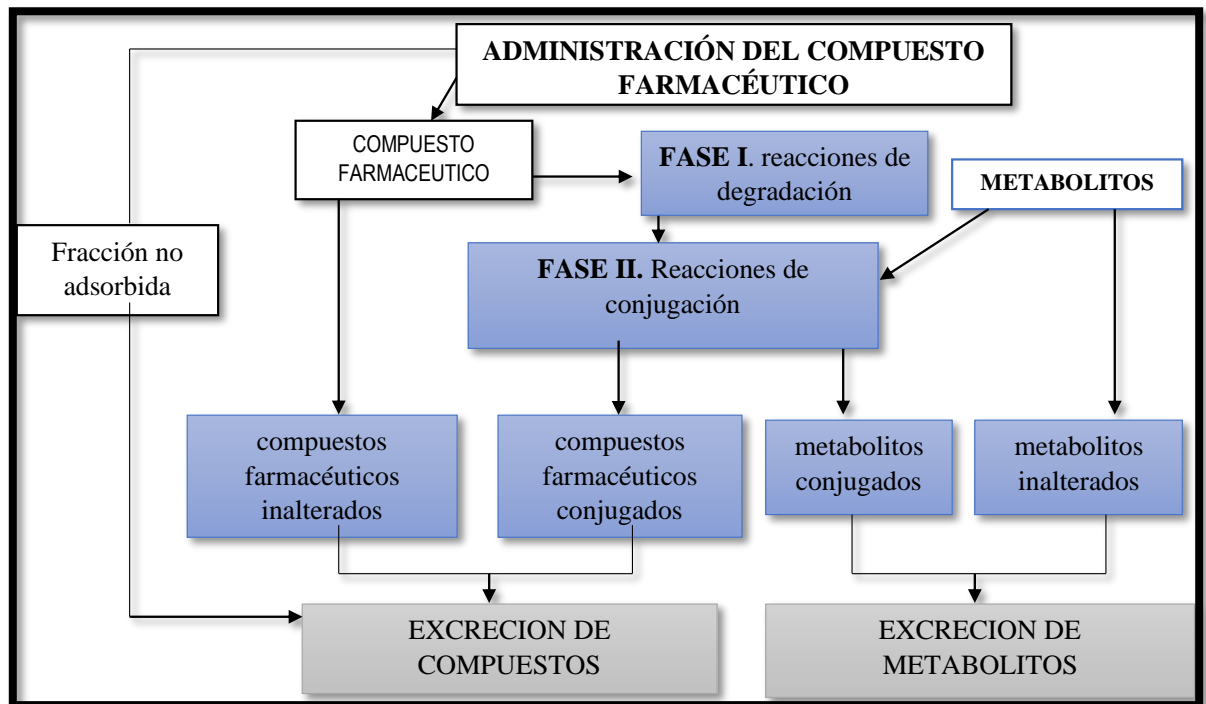 ADMINISTRACIÓN DEL COMPUESTO
FARMACÉUTICO
COMPUESTO
FARMACEUTICO
FASE I. reacciones de
degradación
METABOLITOS
Fracción no
adsorbida
FASE II. Reacciones de
conjugación
compuestos
farmacéuticos
inalterados
compuestos
farmacéuticos
conjugados
metabolitos
conjugados
metabolitos
inalterados
EXCRECION DE
COMPUESTOS
EXCRECION DE
METABOLITOS